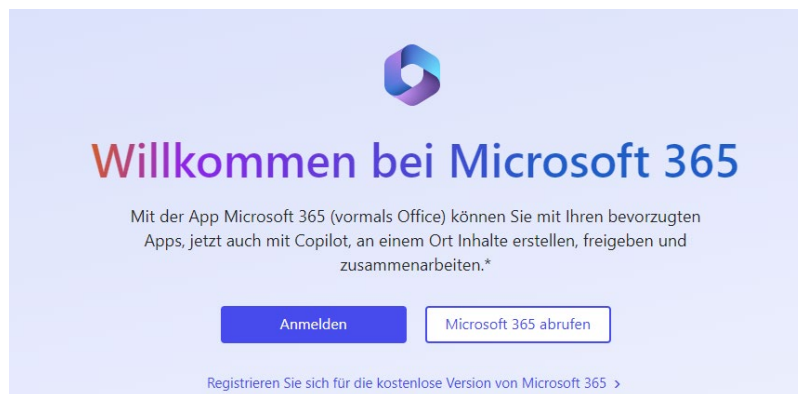 Willkommen bei Microsoft 365
Mit der App Microsoft 365 (vormals Office) können Sie mit Ihren bevorzugten
Apps, jetzt auch mit Copilot, an einem Ort Inhalte erstellen, freigeben und
zusammenarbeiten.*
Anmelden
Microsoft 365 abrufen
Registrieren Sie sich für die kostenlose Version von Microsoft 365 >